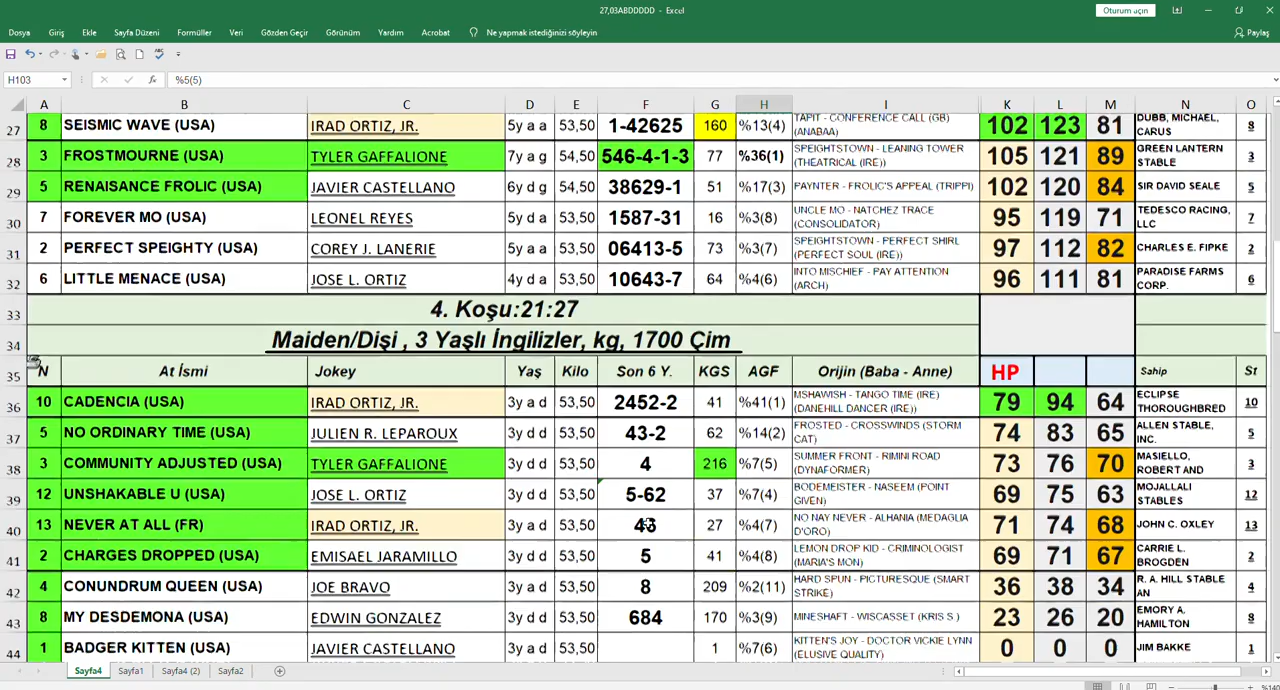 27,03ABDDDDD - Excel
Oturum açın
Dosya Giriş Ekle Sayfa Düzeni Formüller Veri Gözden Geçir Görünüm Yardım Acrobat Ne yapmak istediğinizi söyleyin Paylaş
H103 fx %5(5)
A B C D E F G H I K L M N O
27 8 SEISMIC WAVE (USA) IRAD ORTIZ, JR. 5y a a 53,50 1-42625 160 %13(4) TAPIT - CONFERENCE CALL (GB) (ANABAA) 102 123 81 DUBB, MICHAEL, CARUS 8
28 3 FROSTMOURNE (USA) TYLER GAFFALIONE 7y a g 54,50 546-4-1-3 77 %36(1) SPEIGHTSTOWN - LEANING TOWER (THEATRICAL (IRE)) 105 121 89 GREEN LANTERN STABLE 3
29 5 RENAISANCE FROLIC (USA) JAVIER CASTELLANO 6y d g 54,50 38629-1 51 %17(3) PAYNTER - FROLIC'S APPEAL (TRIPPI) 102 120 84 SIR DAVID SEALE 5
30 7 FOREVER MO (USA) LEONEL REYES 5y d a 53,50 1587-31 16 %3(8) UNCLE MO - NATCHEZ TRACE (CONSOLIDATOR) 95 119 71 TEDESCO RACING, LLC 7
31 2 PERFECT SPEIGHTY (USA) COREY J. LANERIE 5y a a 53,50 06413-5 73 %3(7) SPEIGHTSTOWN - PERFECT SHIRL (PERFECT SOUL (IRE)) 97 112 82 CHARLES E. FIPKE 2
32 6 LITTLE MENACE (USA) JOSE L. ORTIZ 4y d a 53,50 10643-7 64 %4(6) INTO MISCHIEF - PAY ATTENTION (ARCH) 96 111 81 PARADISE FARMS CORP. 6
33 4. Koşu:21:27
34 Maiden/Dişi , 3 Yaşlı İngilizler, kg, 1700 Çim
35 N At İsmi Jokey Yaş Kilo Son 6 Y. KGS AGF Orijin (Baba - Anne) HP Sahip St
36 10 CADENCIA (USA) IRAD ORTIZ, JR. 3y a d 53,50 2452-2 41 %41(1) MSHAWISH - TANGO TIME (IRE) (DANEHILL DANCER (IRE)) 79 94 64 ECLIPSE THOROUGHBRED 10
37 5 NO ORDINARY TIME (USA) JULIEN R. LEPAROUX 3y d d 53,50 43-2 62 %14(2) FROSTED - CROSSWINDS (STORM CAT) 74 83 65 ALLEN STABLE, INC. 5
38 3 COMMUNITY ADJUSTED (USA) TYLER GAFFALIONE 3y d d 53,50 4 216 %7(5) SUMMER FRONT - RIMINI ROAD (DYNAFORMER) 73 76 70 MASIELLO, ROBERT AND 3
39 12 UNSHAKABLE U (USA) JOSE L. ORTIZ 3y d d 53,50 5-62 37 %7(4) BODEMEISTER - NASEEM (POINT GIVEN) 69 75 63 MOJALLALI STABLES 12
40 13 NEVER AT ALL (FR) IRAD ORTIZ, JR. 3y a d 53,50 43 27 %4(7) NO NAY NEVER - ALHANIA (MEDAGLIA D'ORO) 71 74 68 JOHN C. OXLEY 13
41 2 CHARGES DROPPED (USA) EMISAEL JARAMILLO 3y d d 53,50 5 41 %4(8) LEMON DROP KID - CRIMINOLOGIST (MARIA'S MON) 69 71 67 CARRIE L. BROGDEN 2
42 4 CONUNDRUM QUEEN (USA) JOE BRAVO 3y d d 53,50 8 209 %2(11) HARD SPUN - PICTURESQUE (SMART STRIKE) 36 38 34 R. A. HILL STABLE AN 4
43 8 MY DESDEMONA (USA) EDWIN GONZALEZ 3y d d 53,50 684 170 %3(9) MINESHAFT - WISCASSET (KRIS S ) 23 26 20 EMORY A. HAMILTON 8
44 1 BADGER KITTEN (USA) JAVIER CASTELLANO 3y a d 53,50 1 %7(6) KITTEN'S JOY - DOCTOR VICKIE LYNN (ELUSIVE QUALITY) 0 0 0 JIM BAKKE 1
Sayfa4 Sayfa1 Sayfa4 (2) Sayfa2
%140